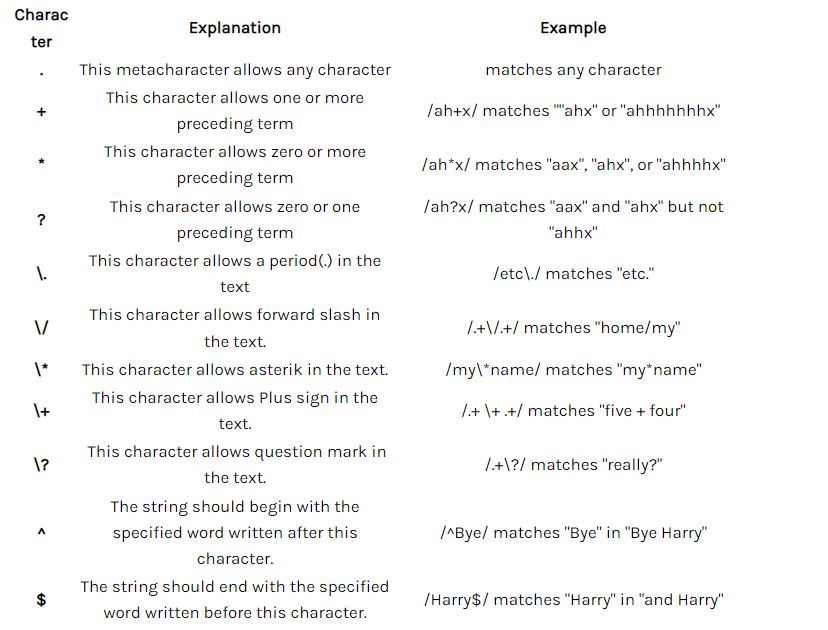 Charac
ter
Explanation
Example
.
This metacharacter allows any character
matches any character
+
This character allows one or more
preceding term
/ah+x/ matches ""ahx" or "ahhhhhhhx"
*
This character allows zero or more
preceding term
/ah*x/ matches "aax", "ahx", or "ahhhhx"
?
This character allows zero or one
preceding term
/ah?x/ matches "aax" and "ahx" but not
"ahhx"
\.
This character allows a period(.) in the
text
/etc\./ matches "etc."
\/
This character allows forward slash in
the text.
/.+\/.+/ matches "home/my"
\*
This character allows asterik in the text.
/my\*name/ matches "my*name"
\+
This character allows Plus sign in the
text.
/.+ \+ .+/ matches "five + four"
\?
This character allows question mark in
the text.
/.+\?/ matches "really?"
^
The string should begin with the
specified word written after this
character.
/^Bye/ matches "Bye" in "Bye Harry"
$
The string should end with the specified
word written before this character.
/Harry$/ matches "Harry" in "and Harry"